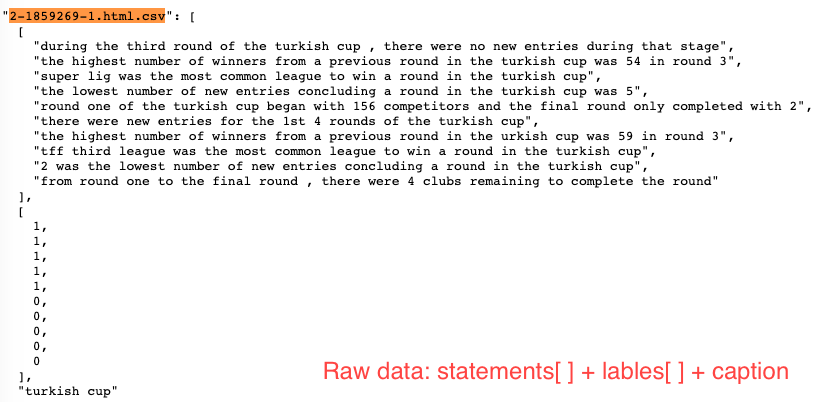 "2-1859269-1.html.csv": [
[
"during the third round of the turkish cup , there were no new entries during that stage",
"the highest number of winners from a previous round in the turkish cup was 54 in round 3",
"super lig was the most common league to win a round in the turkish cup",
"the lowest number of new entries concluding a round in the turkish cup was 5",
"round one of the turkish cup began with 156 competitors and the final round only completed with 2",
"there were new entries for the 1st 4 rounds of the turkish cup",
"the highest number of winners from a previous round in the urkish cup was 59 in round 3",
"tff third league was the most common league to win a round in the turkish cup",
"2 was the lowest number of new entries concluding a round in the turkish cup",
"from round one to the final round , there were 4 clubs remaining to complete the round"
],
[
1,
1,
1,
1,
1,
0,
0,
0,
0,
0
],
"turkish cup"
Raw data: statements[ ] + lables[ ] + caption